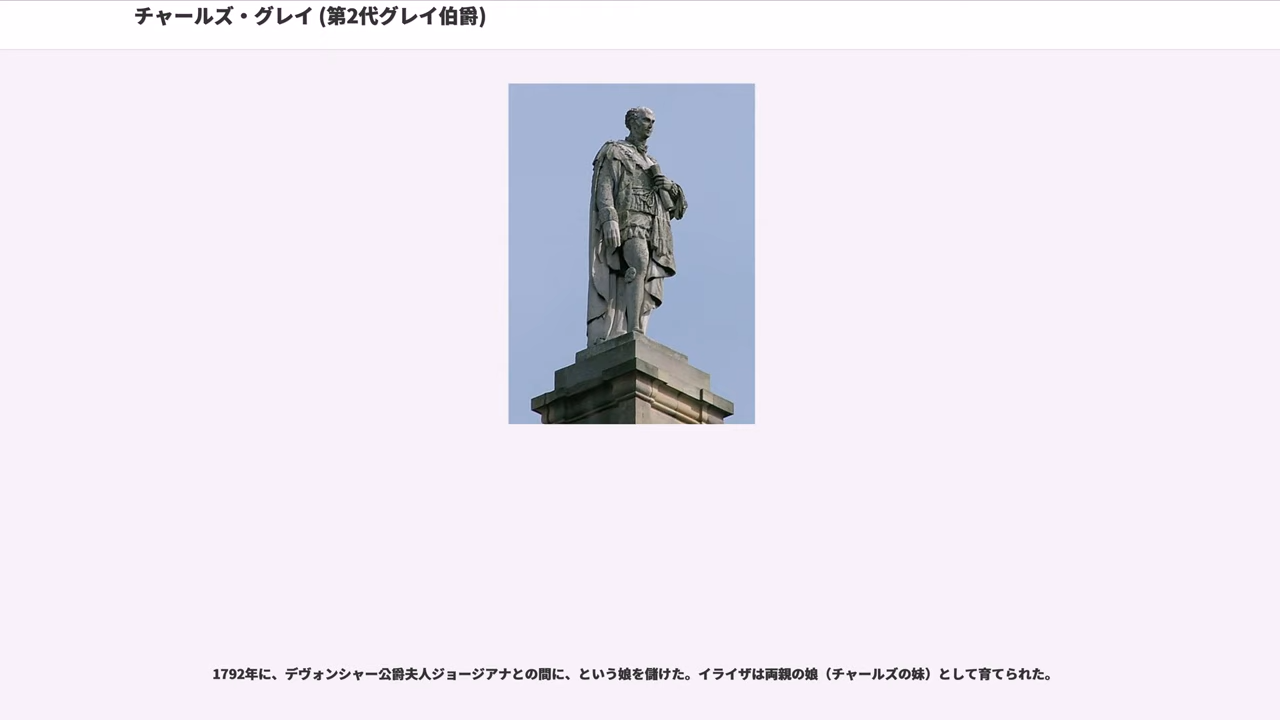 チャールズ・グレイ (第2代グレイ伯爵)
1792年に、デヴォンシャー公爵夫人ジョージアナとの間に、という娘を儲けた。イライザは両親の娘（チャールズの妹）として育てられた。